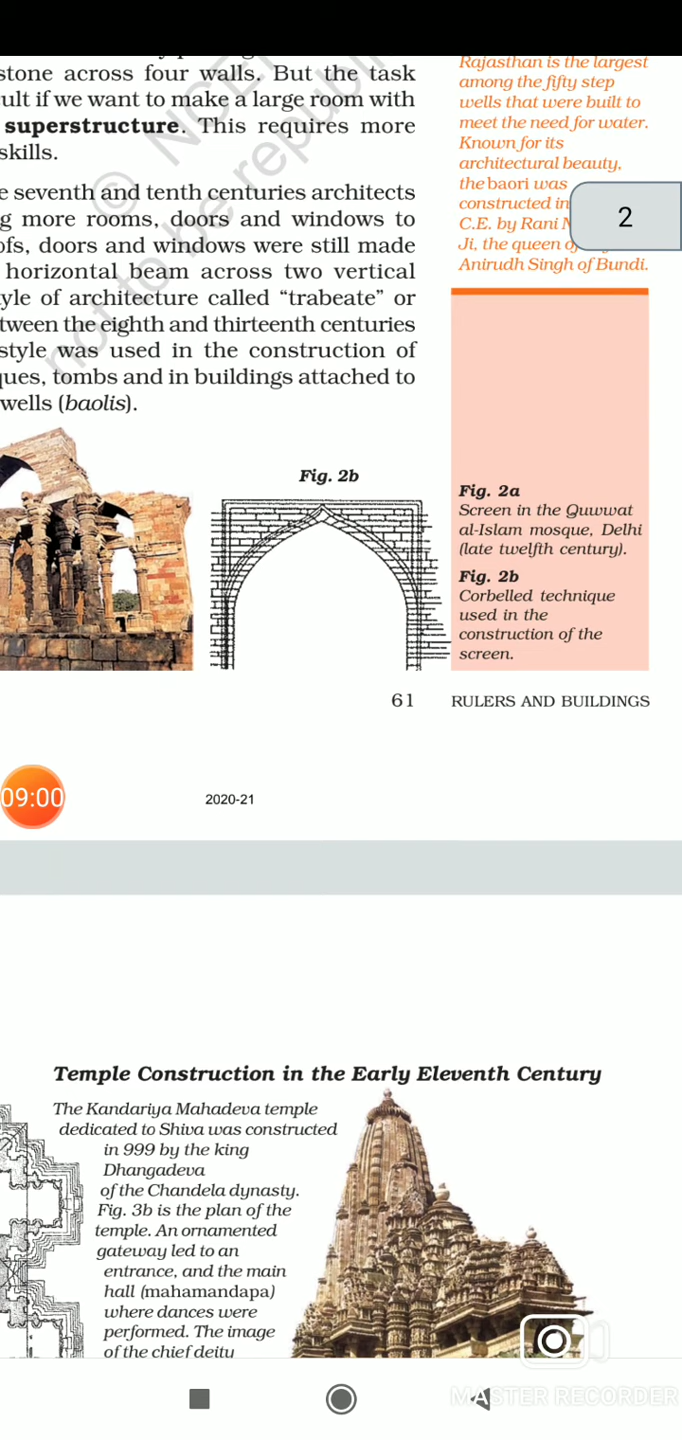 stone across four walls. But the task
cult if we want to make a large room with
superstructure. This requires more
skills.
e seventh and tenth centuries architects
g more rooms, doors and windows to
ofs, doors and windows were still made
horizontal beam across two vertical
tyle of architecture called “trabeate” or
tween the eighth and thirteenth centuries
style was used in the construction of
ques, tombs and in buildings attached to
wells (baolis).
Rajasthan is the largest
among the fifty step
wells that were built to
meet the need for water.
Known for its
architectural beauty,
the baori was
constructed in
C.E. by Rani
Ji, the queen
Anirudh Singh of Bundi.
2
Fig. 2b
Fig. 2a
Screen in the Quwwat
al-Islam mosque, Delhi
(late twelfth century).
Fig. 2b
Corbelled technique
used in the
construction of the
screen.
61 RULERS AND BUILDINGS
09:00
2020-21
© NCE
not to be republi
Temple Construction in the Early Eleventh Century
The Kandariya Mahadeva temple
dedicated to Shiva was constructed
in 999 by the king
Dhangadeva
of the Chandela dynasty.
Fig. 3b is the plan of the
temple. An ornamented
gateway led to an
entrance, and the main
hall (mahamandapa)
where dances were
performed. The image
of the chief deity
MASTER RECORDER